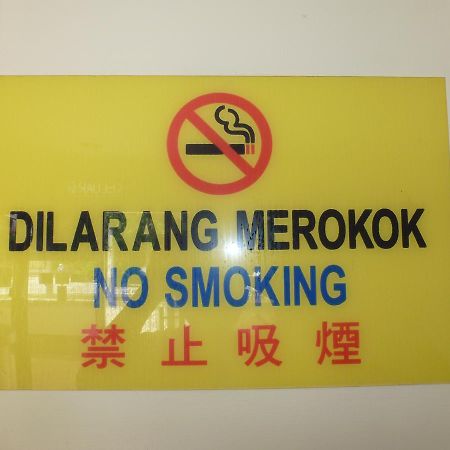 DILARANG MEROKOK
NO SMOKING
禁止吸煙